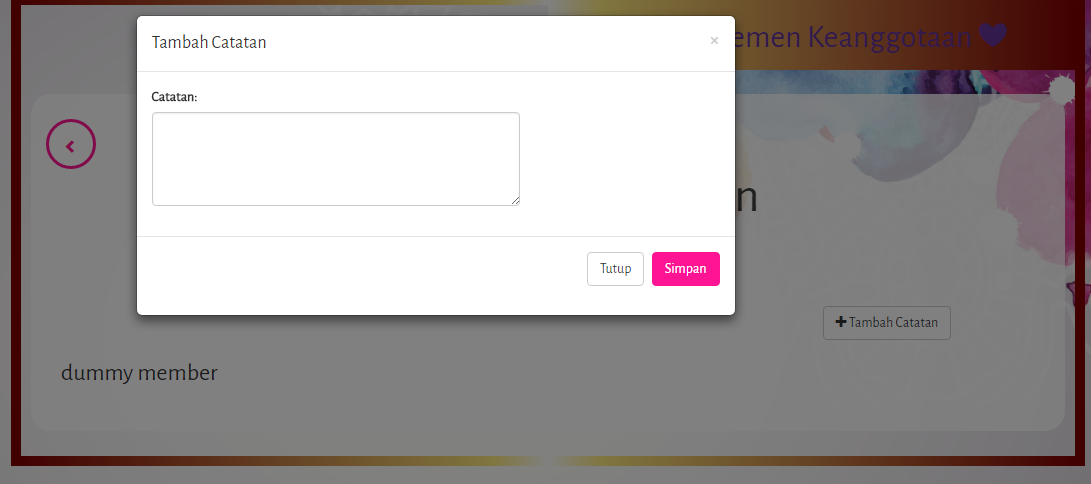 Tambah Catatan ×
emen Keanggotaan
Catatan:
n
Tutup Simpan
Tambah Catatan
dummy member